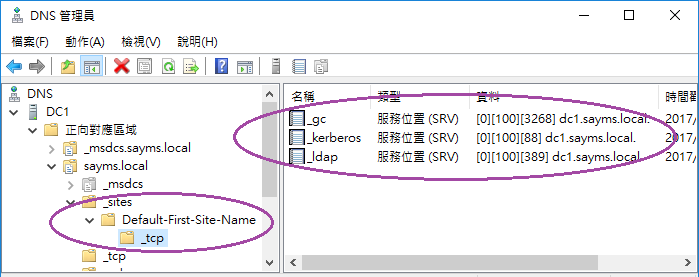 DNS 管理員
檔案(F) 動作(A) 檢視(V) 說明(H)
DNS
DC1
正向對應區域
_msdcs.sayms.local
sayms.local
_msdcs
_sites
Default-First-Site-Name
_tcp
_tcp
名稱 類型 資料 時間戳
_gc 服務位置 (SRV) [0][100][3268] dc1.sayms.local. 2017/
_kerberos 服務位置 (SRV) [0][100][88] dc1.sayms.local. 2017/
_ldap 服務位置 (SRV) [0][100][389] dc1.sayms.local. 2017/